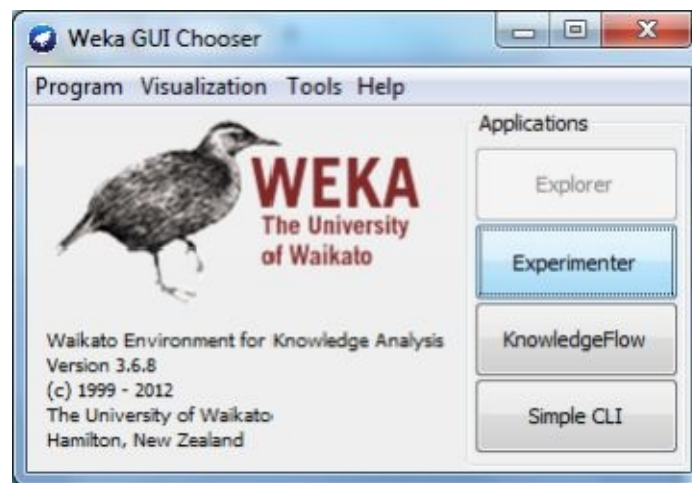 Weka GUI Chooser
Program Visualization Tools Help
WEKA
The University
of Waikato
Waikato Environment for Knowledge Analysis
Version 3.6.8
(c) 1999 - 2012
The University of Waikato
Hamilton, New Zealand
Applications
Explorer
Experimenter
KnowledgeFlow
Simple CLI